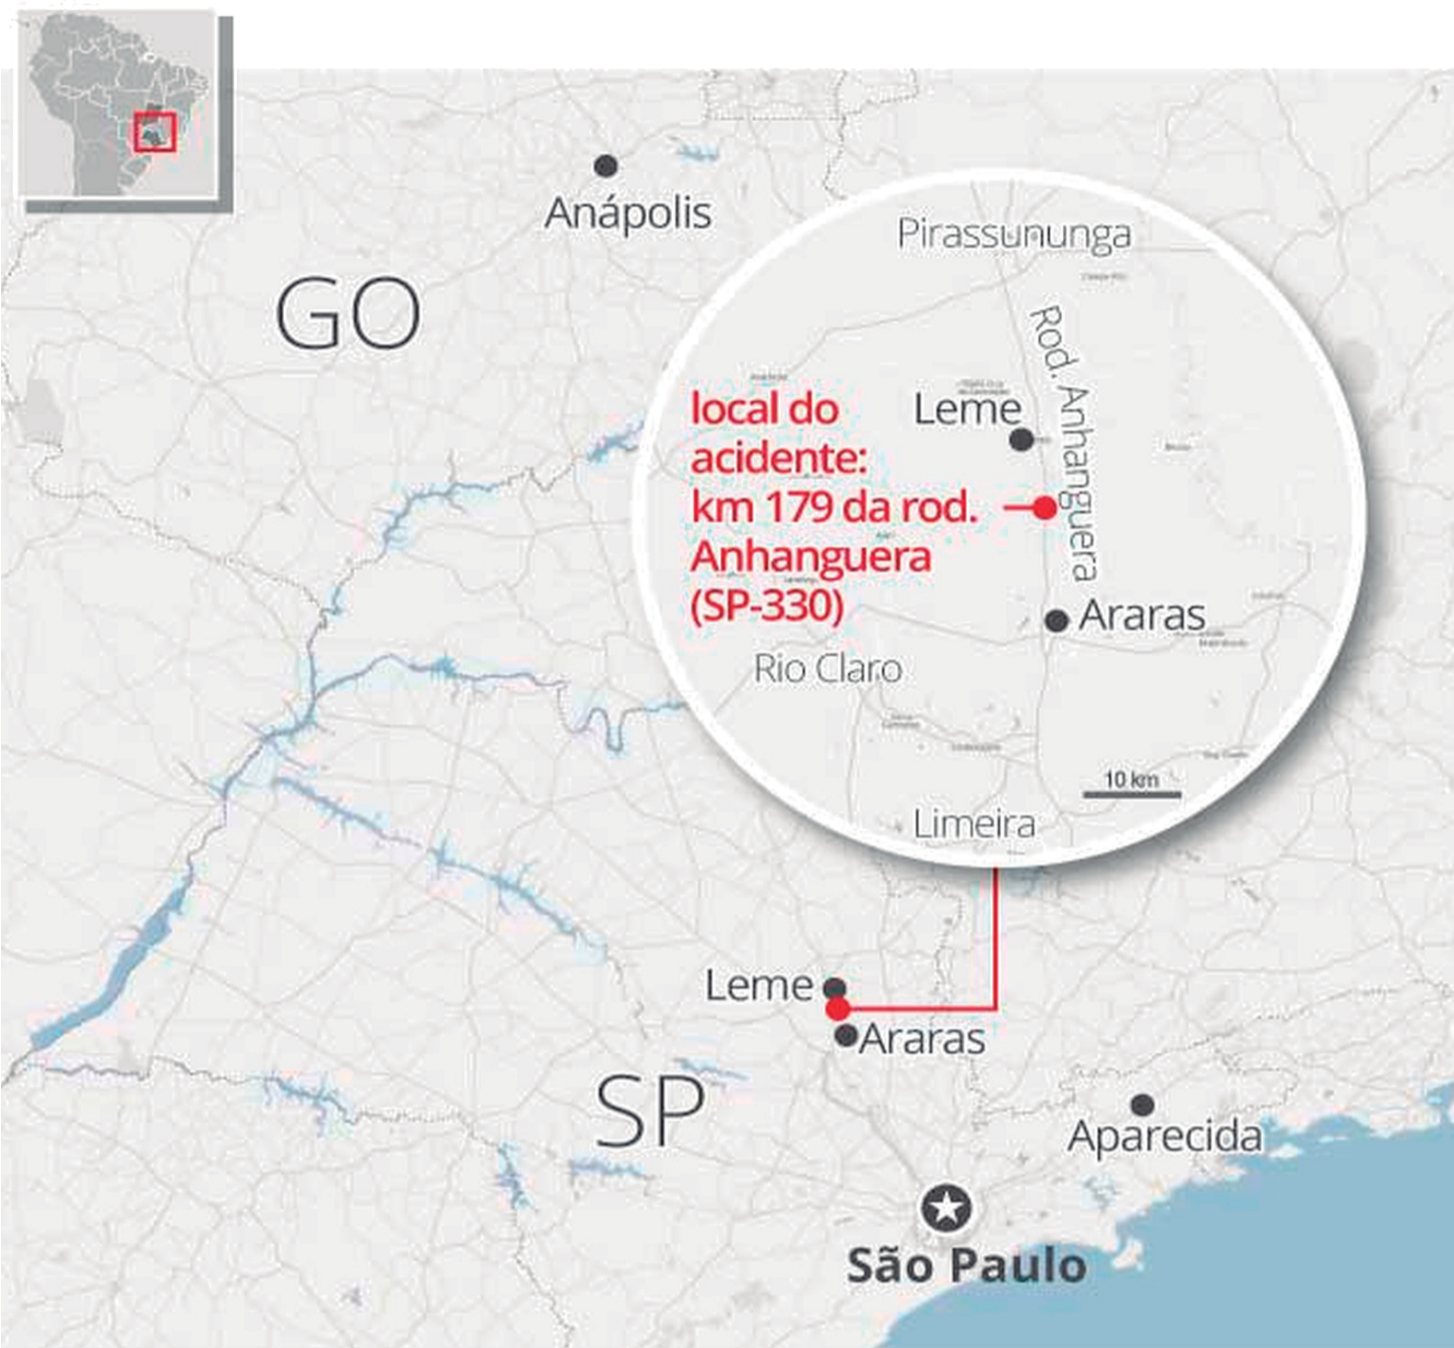 Anápolis
GO
Pirassununga
Rod. Anhanguera
Leme
local do
acidente:
km 179 da rod.
Anhanguera
(SP-330)
Araras
Rio Claro
10 km
Limeira
Leme
Araras
SP
Aparecida
São Paulo